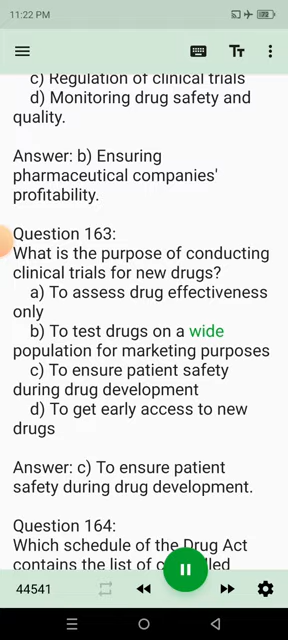 11:22 PM
c) Regulation of clinical trials
d) Monitoring drug safety and
quality.
Answer: b) Ensuring
pharmaceutical companies'
profitability.
Question 163:
What is the purpose of conducting
clinical trials for new drugs?
a) To assess drug effectiveness
only
b) To test drugs on a wide
population for marketing purposes
c) To ensure patient safety
during drug development
d) To get early access to new
drugs
Answer: c) To ensure patient
safety during drug development.
Question 164:
Which schedule of the Drug Act
contains the list of
44541